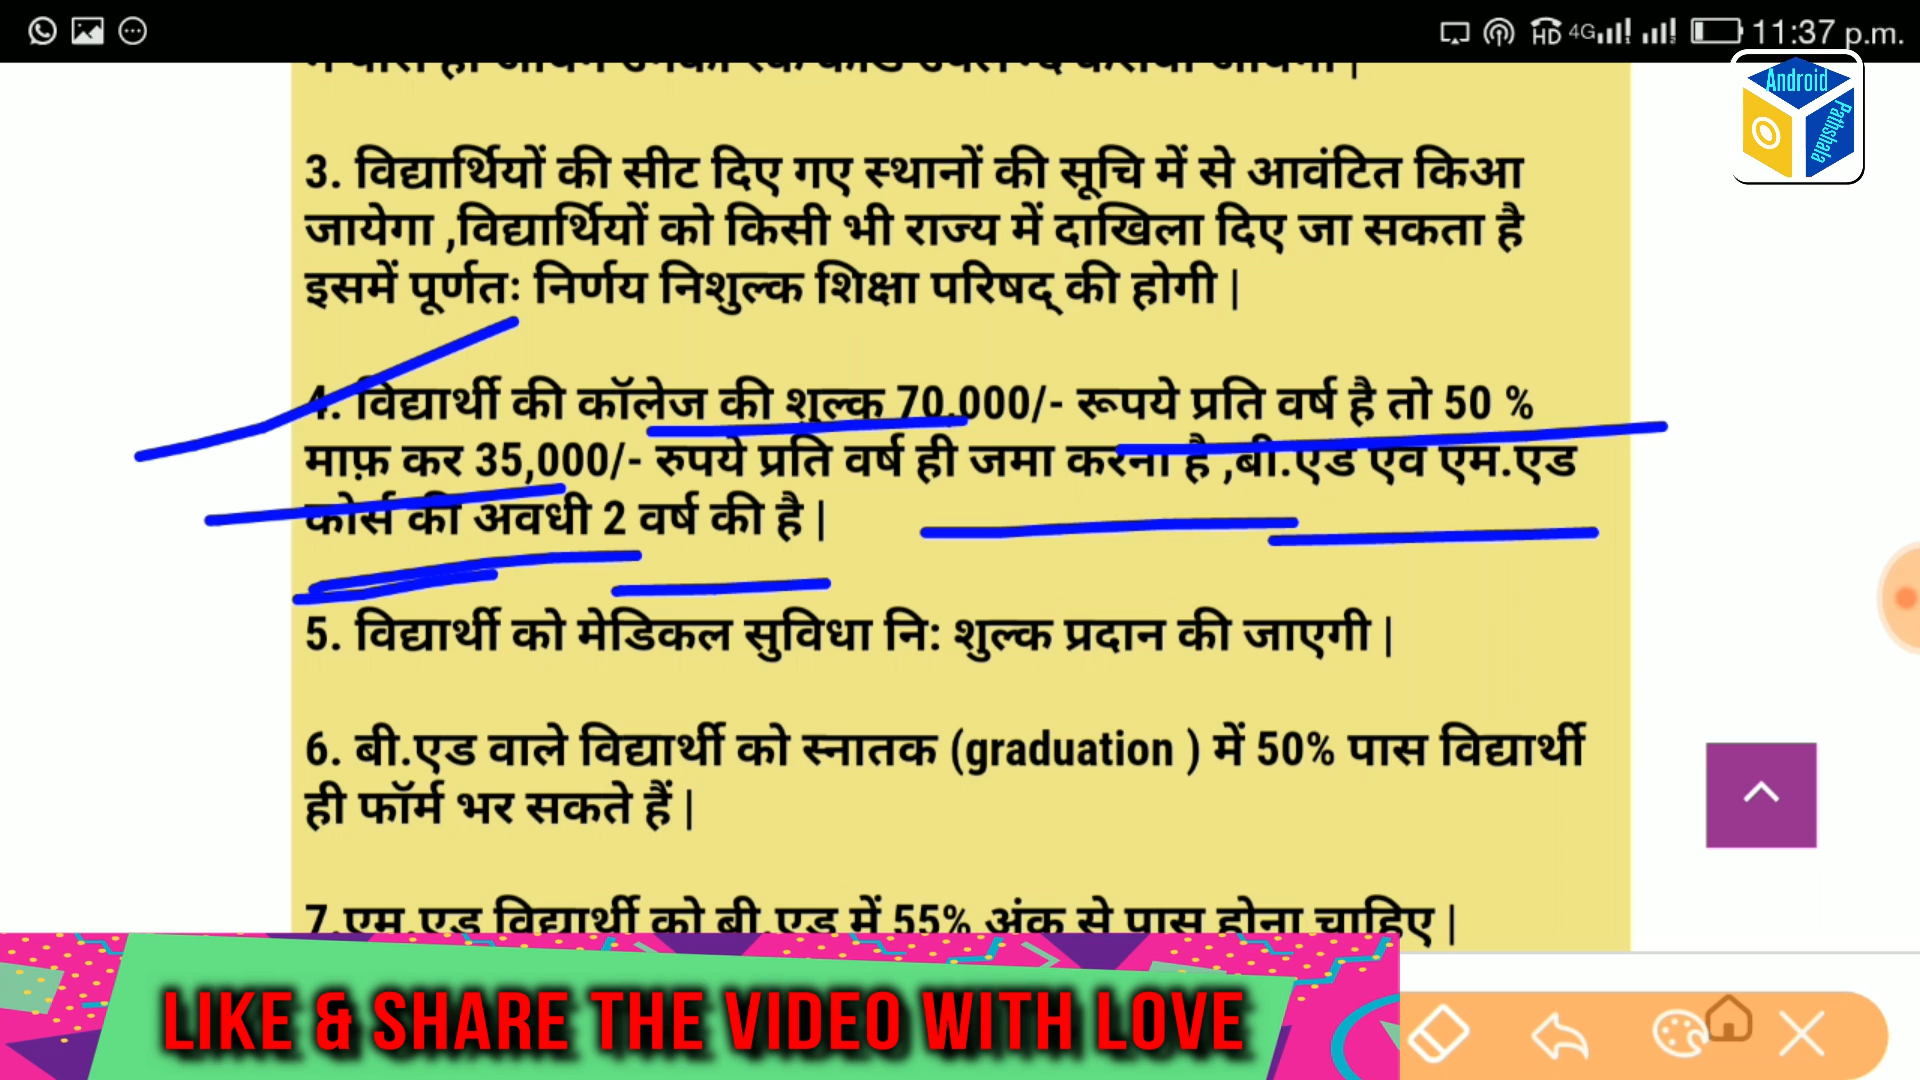 HD 4G 11:37 p.m.
Android
Pathshala
3. विद्यार्थियों की सीट दिए गए स्थानों की सूचि में से आवंटित किआ
जायेगा ,विद्यार्थियों को किसी भी राज्य में दाखिला दिए जा सकता है
इसमें पूर्णतः निर्णय निशुल्क शिक्षा परिषद् की होगी |
4. विद्यार्थी की कॉलेज की शुल्क 70,000/- रूपये प्रति वर्ष है तो 50 %
माफ़ कर 35,000/- रुपये प्रति वर्ष ही जमा करना है ,बी.एड एवं एम.एड
कोर्स की अवधी 2 वर्ष की है |
5. विद्यार्थी को मेडिकल सुविधा नि: शुल्क प्रदान की जाएगी |
6. बी.एड वाले विद्यार्थी को स्नातक (graduation ) में 50% पास विद्यार्थी
ही फॉर्म भर सकते हैं |
7.एम.एड विद्यार्थी को बी.एड में 55% अंक से पास होना चाहिए |
LIKE & SHARE THE VIDEO WITH LOVE